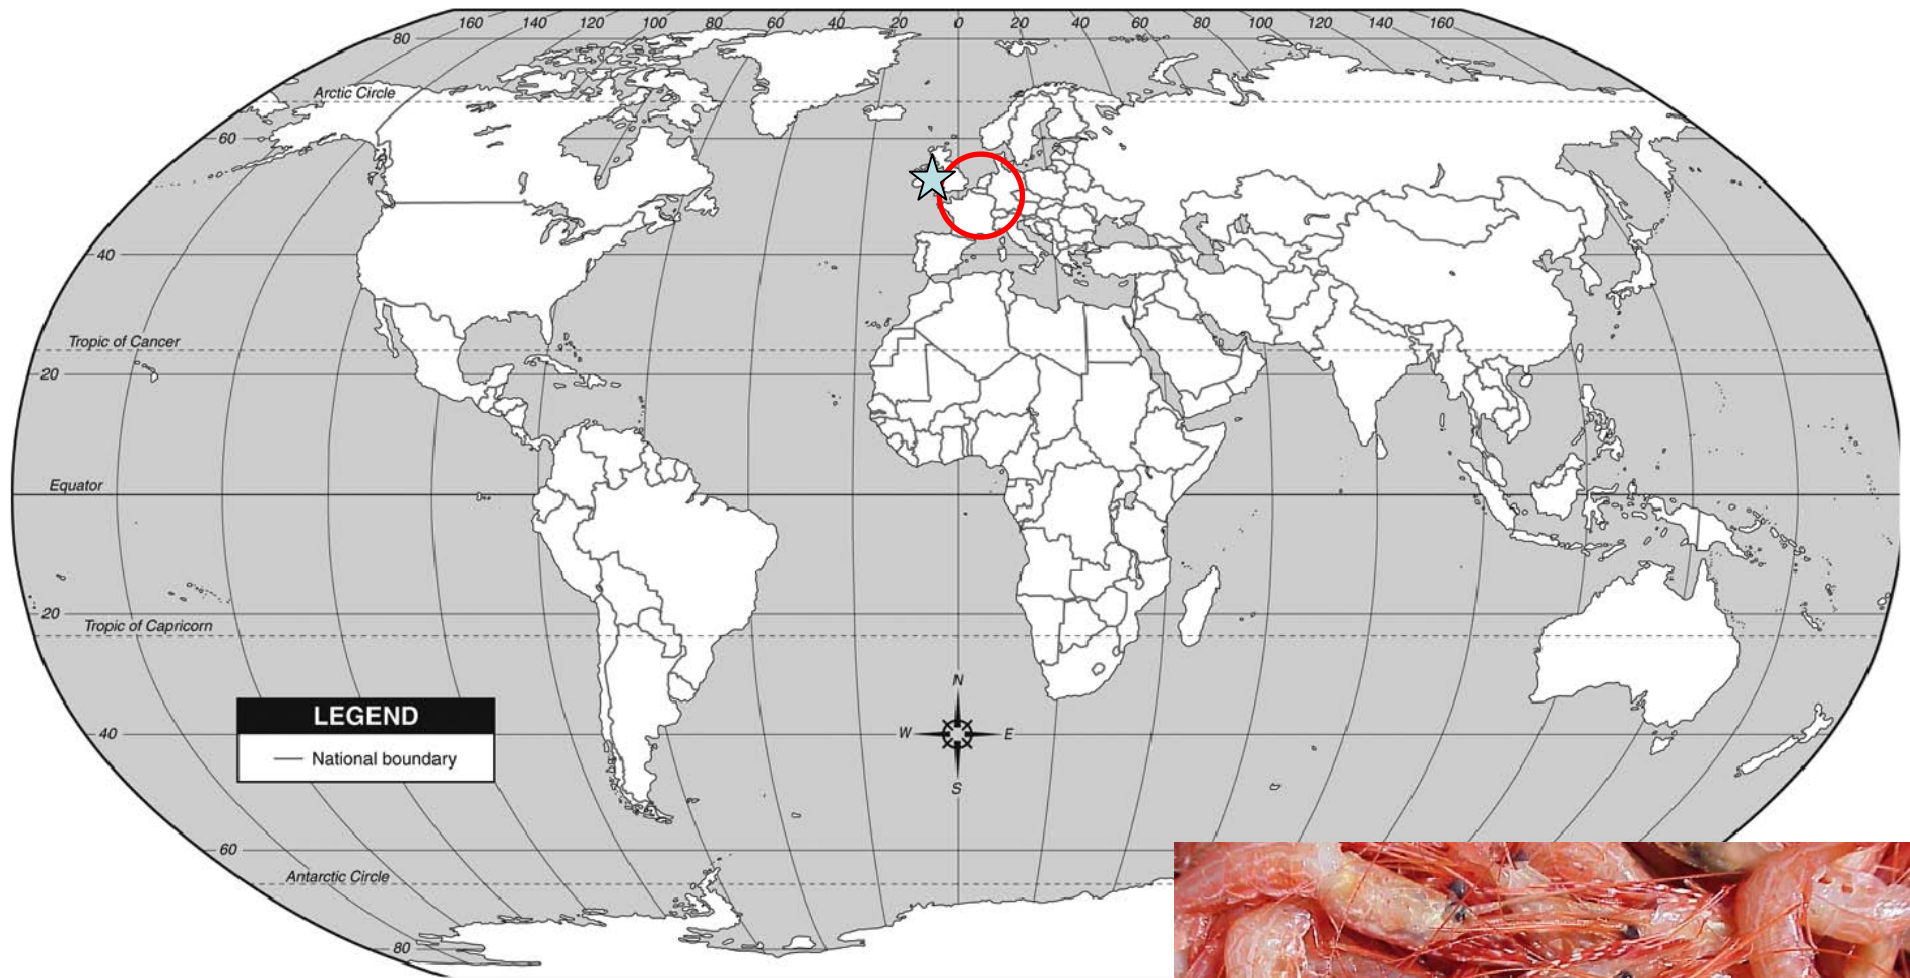 160 140 120 100 80 60 40 20 0 20 40 60 80 100 120 140 160
80
Arctic Circle
60
40
Tropic of Cancer
20
Equator
20
Tropic of Capricorn
N
LEGEND
40
W E
National boundary
S
60
Antarctic Circle
80